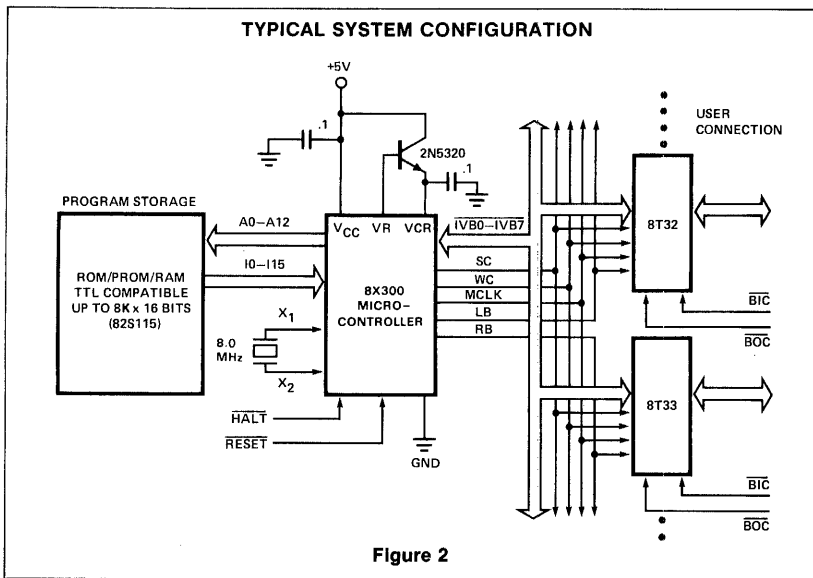 TYPICAL SYSTEM CONFIGURATION
+5V
.1
2N5320
.1
USER
CONNECTION
PROGRAM STORAGE
A0–A12
I0–I15
ROM/PROM/RAM
TTL COMPATIBLE
UP TO 8K x 16 BITS
(82S115)
VCC
VR
VCR
8X300
MICRO-
CONTROLLER
IVB0–IVB7
SC
WC
MCLK
LB
RB
X1
8.0
MHz
X2
HALT
RESET
GND
8T32
BIC
BOC
8T33
BIC
BOC
Figure 2